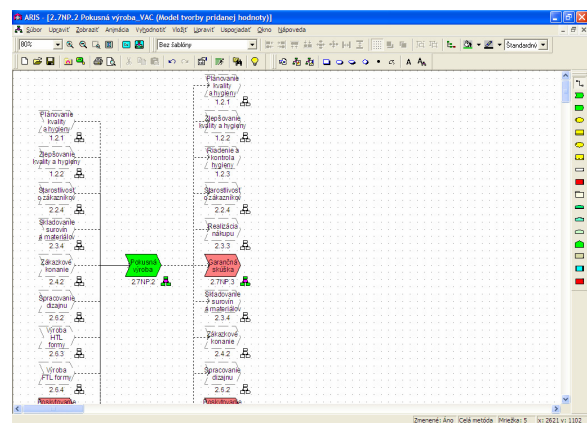 ARIS - [2.7NP.2 Pokusná výroba_VAC (Model tvorby pridanej hodnoty)]
Súbor Upraviť Zobraziť Animácia Vyhodnotiť Vložiť Upraviť Usporiadať Okno Nápoveda
80%
Bez šablóny
Štandardný
Plánovanie
kvality
a hygieny
1.2.1
Zlepšovanie
kvality a hygieny
1.2.2
Starostlivosť
o zákazníkov
2.2.4
Skladovanie
surovín
a materiálov
2.3.4
Zákazkové
konanie
2.4.2
Spracovanie
dizajnu
2.6.2
Výroba
HTL
formy
2.6.3
Výroba
FTL formy
2.6.4
Poskytovanie
Pokusná
výroba
2.7NP.2
Plánovanie
kvality
a hygieny
1.2.1
Zlepšovanie
kvality a hygieny
1.2.2
Riadenie a
kontrola
hygieny
1.2.3
Starostlivosť
o zákazníkov
2.2.4
Realizácia
nákupu
2.3.3
Garančná
skúška
2.7NP.3
Skladovanie
surovín
a materiálov
2.3.4
Zákazkové
konanie
2.4.2
Spracovanie
dizajnu
2.6.2
Poskytovanie
Zmenené: Áno Celá metóda Mriežka: 5 x: 2621 y: 1102